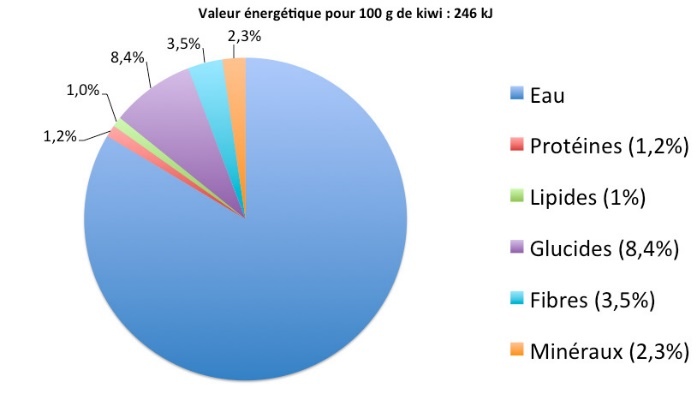 Valeur énergétique pour 100 g de kiwi : 246 kJ
2,3%
3,5%
8,4%
1,0%
1,2%
Eau
Protéines (1,2%)
Lipides (1%)
Glucides (8,4%)
Fibres (3,5%)
Minéraux (2,3%)